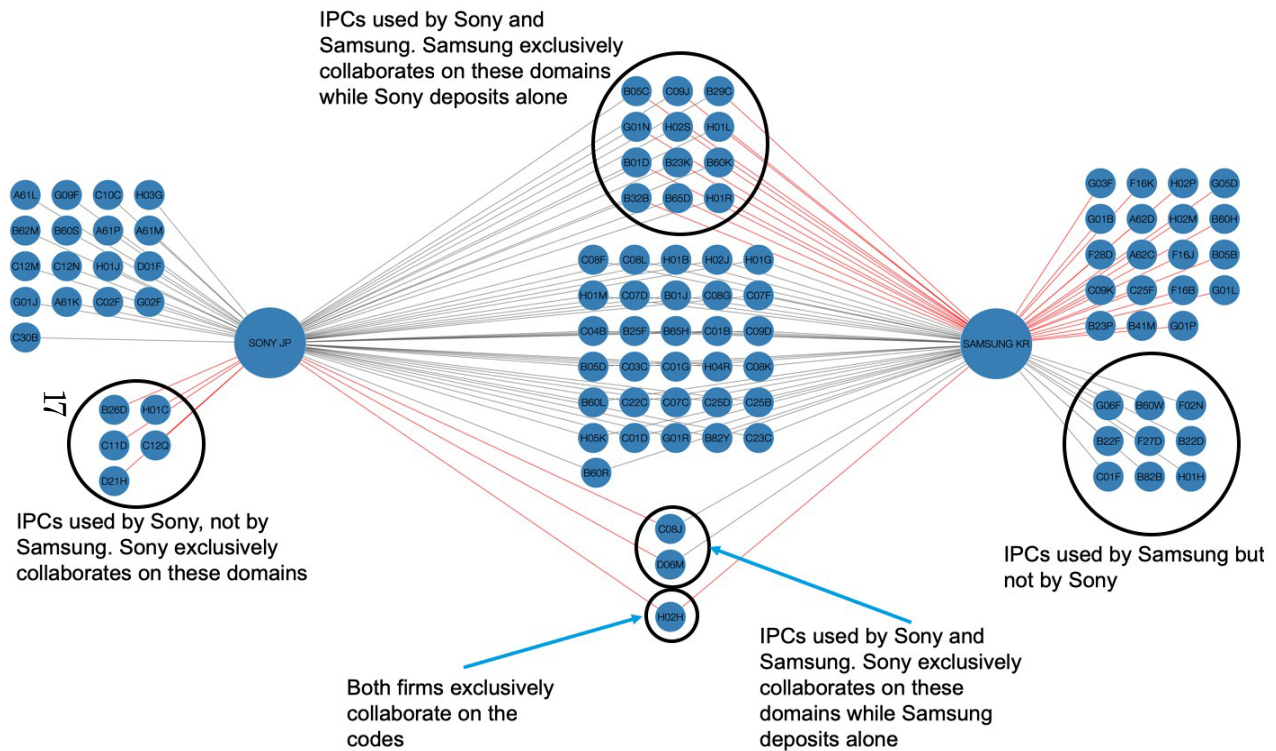 IPCs used by Sony and
Samsung. Samsung exclusively
collaborates on these domains
while Sony deposits alone
B05C C09J B29C
G01N H02S H01L
B01D B23K B60K
B32B B65D H01R
A61L G09F C10C H03G
B62M B60S A61P A61M
C12M C12N H01J D01F
G01J A61K C02F G02F
C30B
SONY JP
C08F C08L H01B H02J H01G
H01M C07D B01J C08G C07F
C04B B25F B65H C01B C09D
B05D C03C C01G H04R C08K
B60L C22C C07C C25D C25B
H05K C01D G01R B82Y C23C
B60R
SAMSUNG KR
G03F F16K H02P G05D
G01B A62D H02M B60H
F28D A62C F16J B05B
C09K C25F F16B G01L
B23P B41M G01P
17
B26D H01C
C11D C12Q
D21H
IPCs used by Sony, not by
Samsung. Sony exclusively
collaborates on these domains
G06F B60W F02N
B22F F27D B22D
C01F B82B H01H
IPCs used by Samsung but
not by Sony
C08J
D06M
H02H
Both firms exclusively
collaborate on the
codes
IPCs used by Sony and
Samsung. Sony exclusively
collaborates on these
domains while Samsung
deposits alone